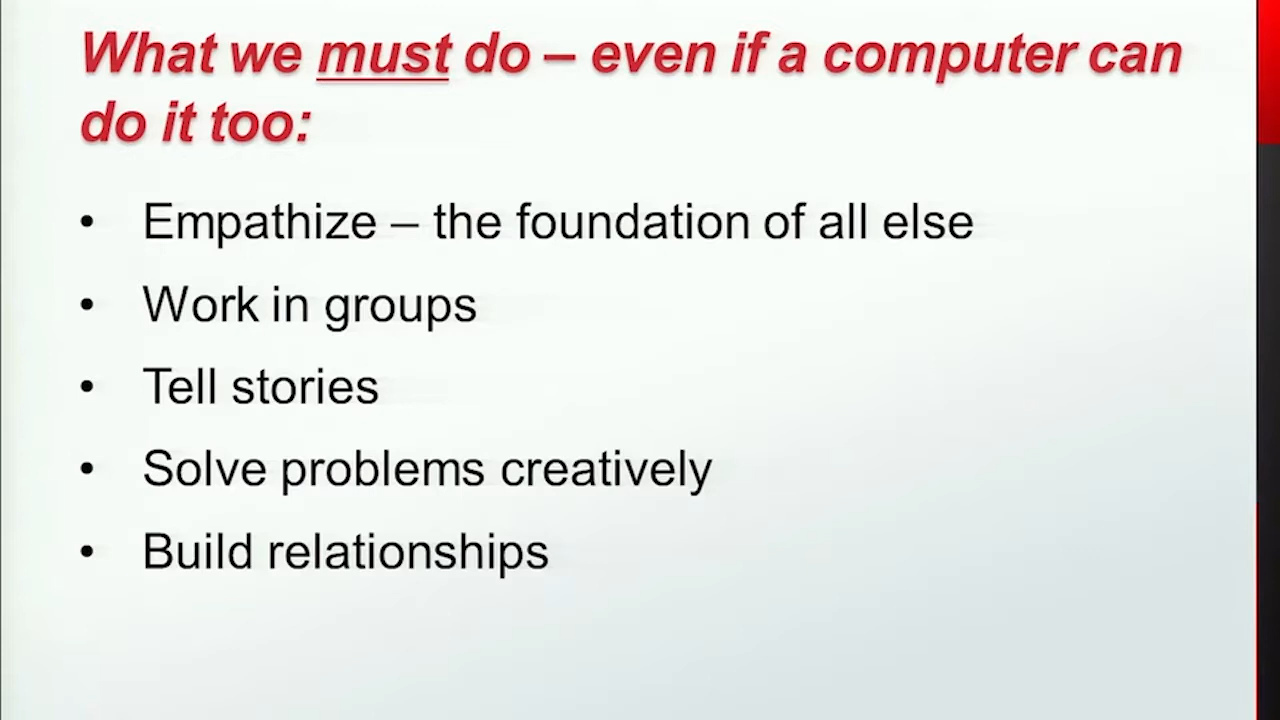 What we must do – even if a computer can
do it too:
• Empathize – the foundation of all else
• Work in groups
• Tell stories
• Solve problems creatively
• Build relationships